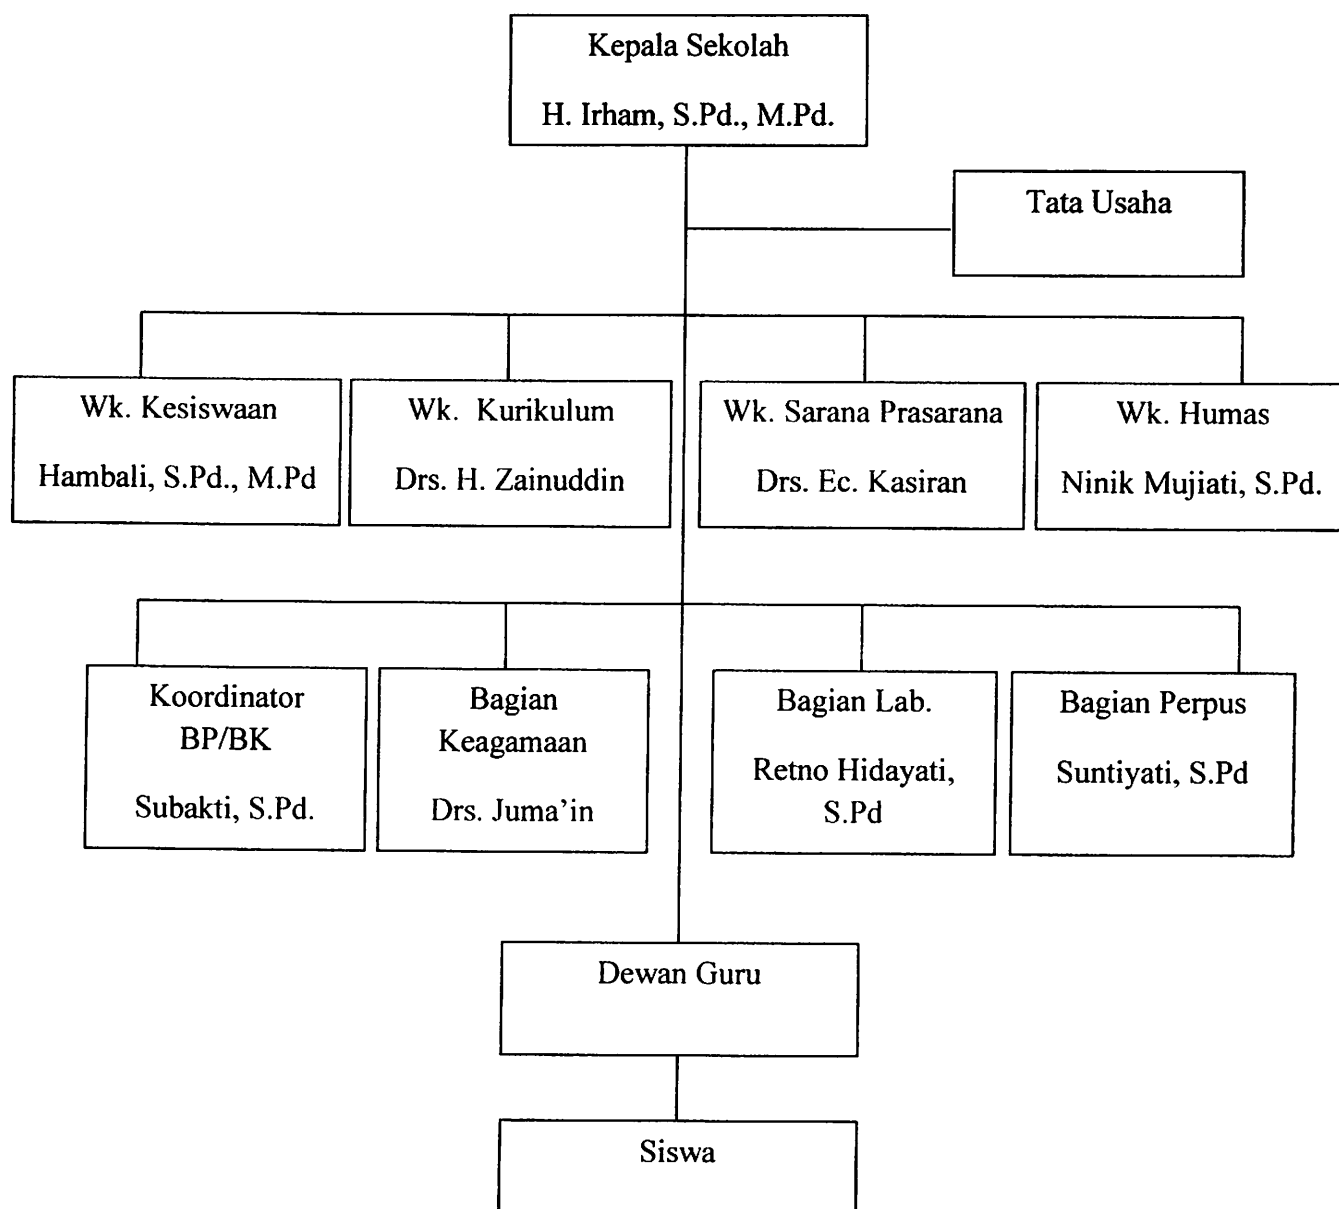 Kepala Sekolah
H. Irham, S.Pd., M.Pd.
Tata Usaha
Wk. Kesiswaan
Hambali, S.Pd., M.Pd
Wk. Kurikulum
Drs. H. Zainuddin
Wk. Sarana Prasarana
Drs. Ec. Kasiran
Wk. Humas
Ninik Mujiati, S.Pd.
Koordinator
BP/BK
Subakti, S.Pd.
Bagian
Keagamaan
Drs. Juma’in
Bagian Lab.
Retno Hidayati,
S.Pd
Bagian Perpus
Suntiyati, S.Pd
Dewan Guru
Siswa